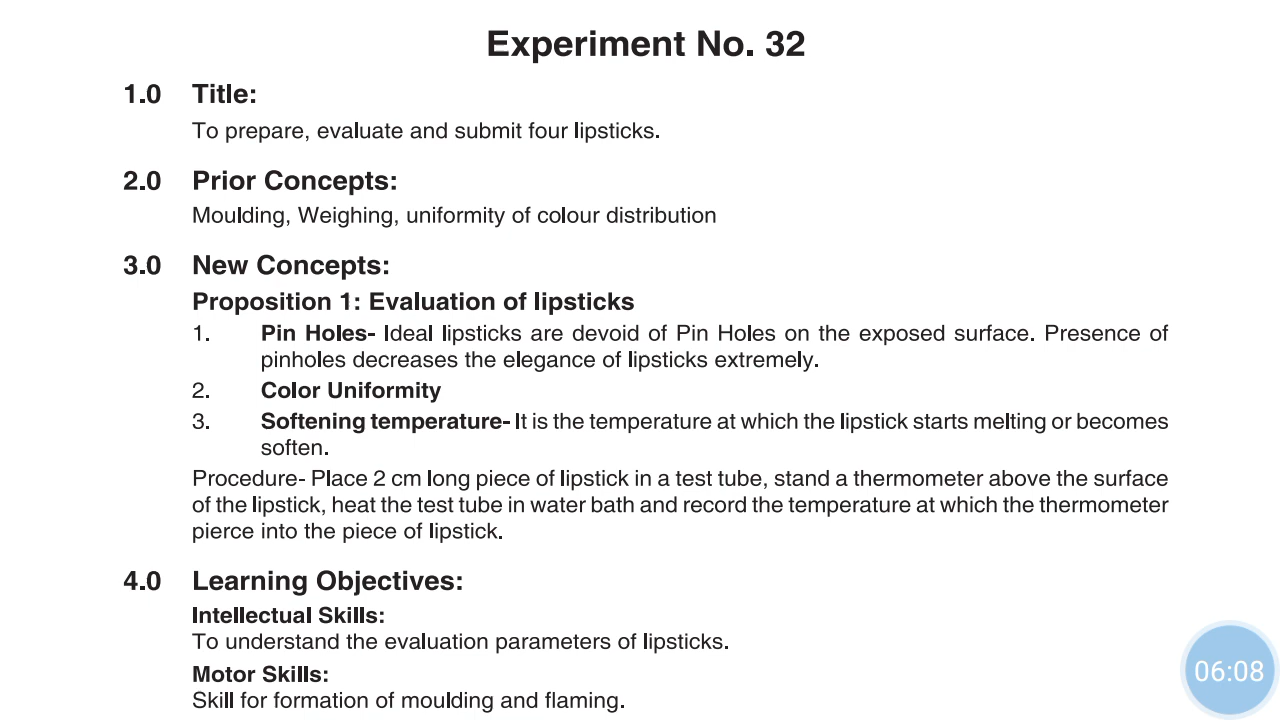 Experiment No. 32
1.0 Title:
To prepare, evaluate and submit four lipsticks.
2.0 Prior Concepts:
Moulding, Weighing, uniformity of colour distribution
3.0 New Concepts:
Proposition 1: Evaluation of lipsticks
1. Pin Holes- Ideal lipsticks are devoid of Pin Holes on the exposed surface. Presence of
pinholes decreases the elegance of lipsticks extremely.
2. Color Uniformity
3. Softening temperature- It is the temperature at which the lipstick starts melting or becomes
soften.
Procedure- Place 2 cm long piece of lipstick in a test tube, stand a thermometer above the surface
of the lipstick, heat the test tube in water bath and record the temperature at which the thermometer
pierce into the piece of lipstick.
4.0 Learning Objectives:
Intellectual Skills:
To understand the evaluation parameters of lipsticks.
Motor Skills:
Skill for formation of moulding and flaming.
06:08